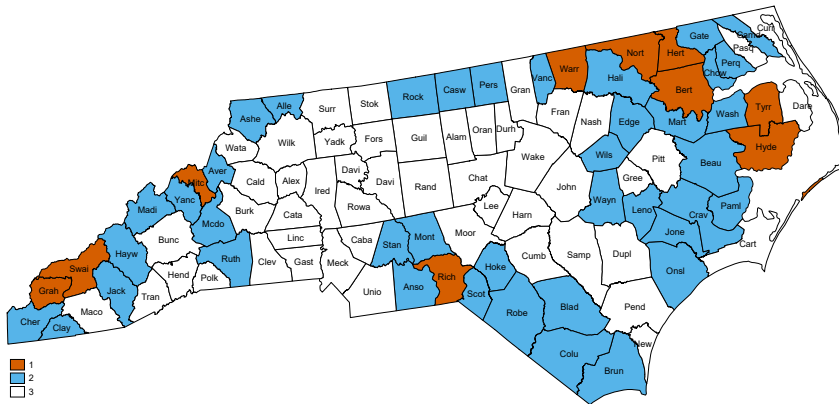 Curr
Camd
Gate
Pasq
Hert
Nort
Perq
Chow
Warr
Vanc
Hali
Bert
Pers
Casw
Rock
Gran
Stok
Surr
Alle
Ashe
Tyrr
Dare
Wash
Mart
Edge
Nash
Fran
Durh
Oran
Alam
Guil
Fors
Yadk
Wilk
Wata
Hyde
Beau
Pitt
Wils
Wake
Chat
Rand
Davi
Davi
Ired
Alex
Cald
Aver
Mitc
Yanc
Madi
Gree
John
Paml
Wayn
Leno
Crav
Lee
Harn
Rowa
Cata
Burk
Mcdo
Jone
Cart
Moor
Mont
Stan
Caba
Linc
Bunc
Hayw
Swai
Dupl
Samp
Cumb
Hoke
Onsl
Rich
Scot
Anso
Meck
Gast
Clev
Ruth
Polk
Hend
Tran
Jack
Grah
Unio
Robe
Blad
Pend
Maco
Cher
Clay
New
Colu
Brun
1
2
3